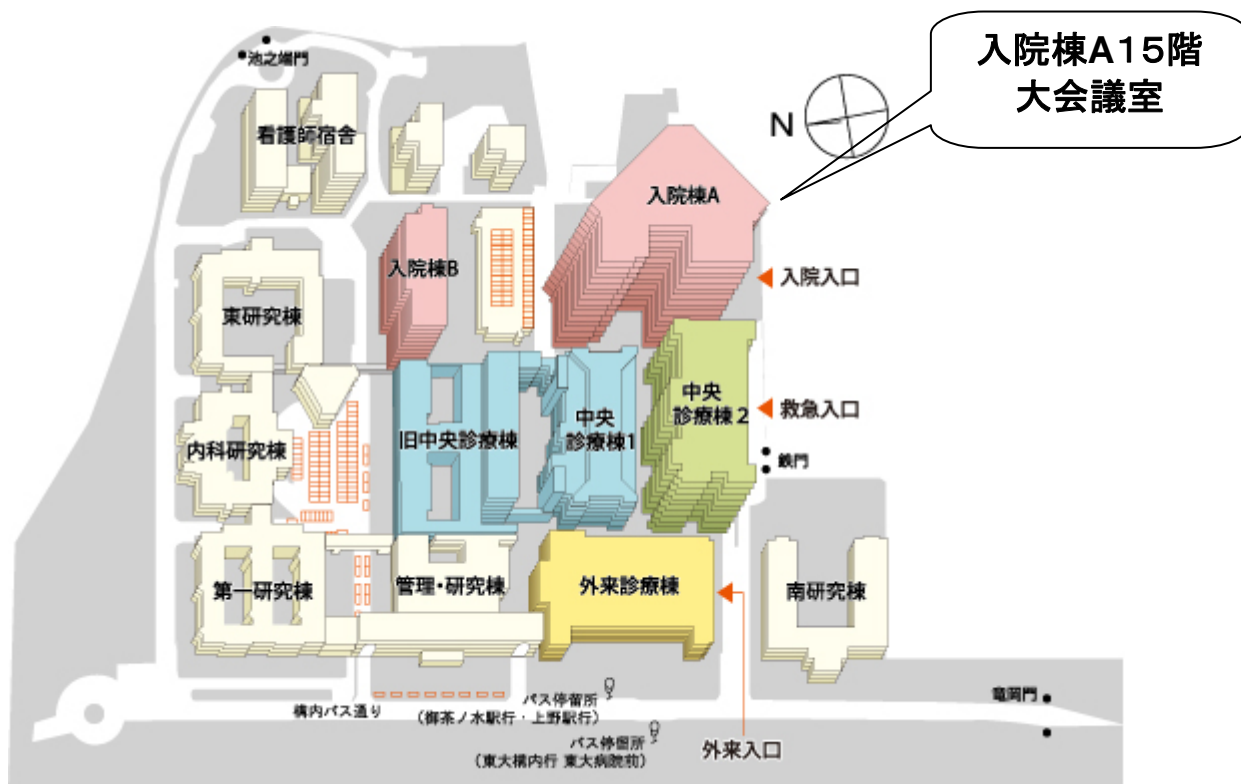 入院棟A15階
大会議室
池之端門
N
看護師宿舎
入院棟A
入院棟B
入院入口
東研究棟
中央
診療棟2
救急入口
中央
診療棟1
旧中央診療棟
内科研究棟
鉄門
第一研究棟
管理・研究棟
外来診療棟
南研究棟
構内バス通り
バス停留所
(御茶ノ水駅行・上野駅行)
竜岡門
バス停留所
(東大構内行 東大病院前)
外来入口